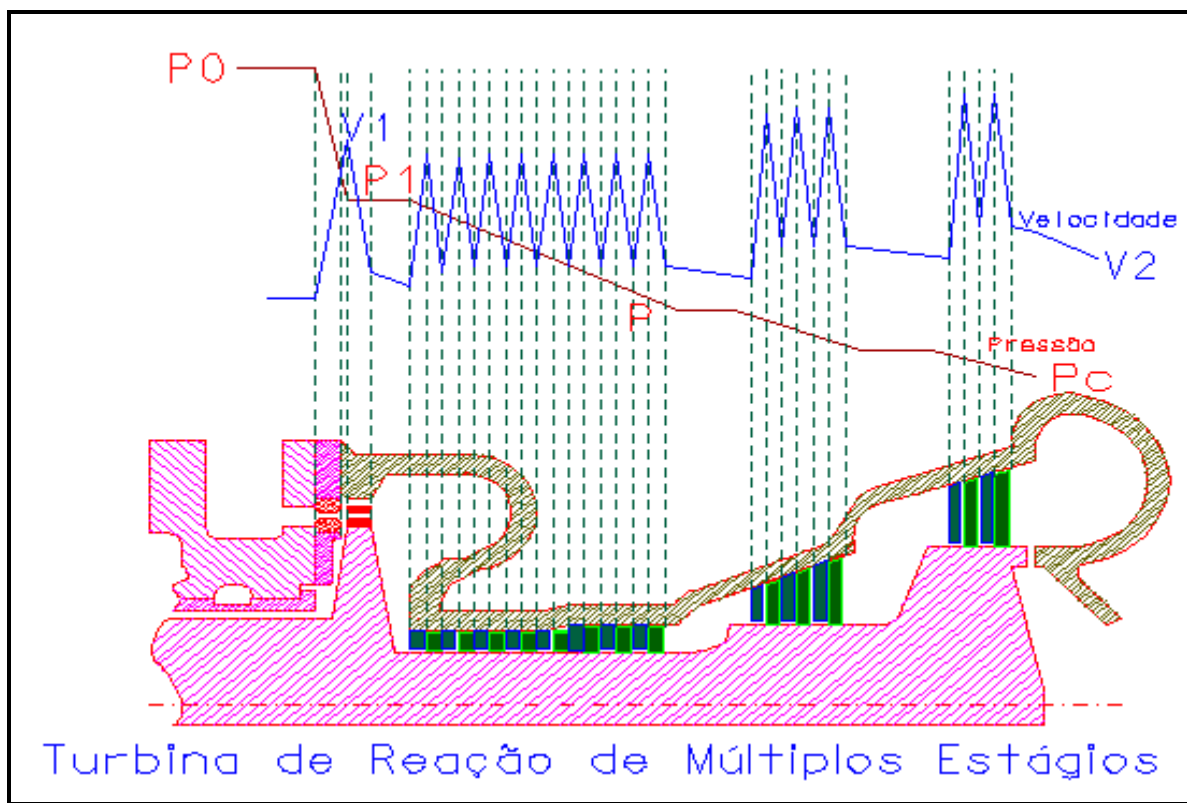 P0
V1
P1
Velocidade
V2
P
Pressão
Pc
Turbina de Reação de Múltiplos Estágios